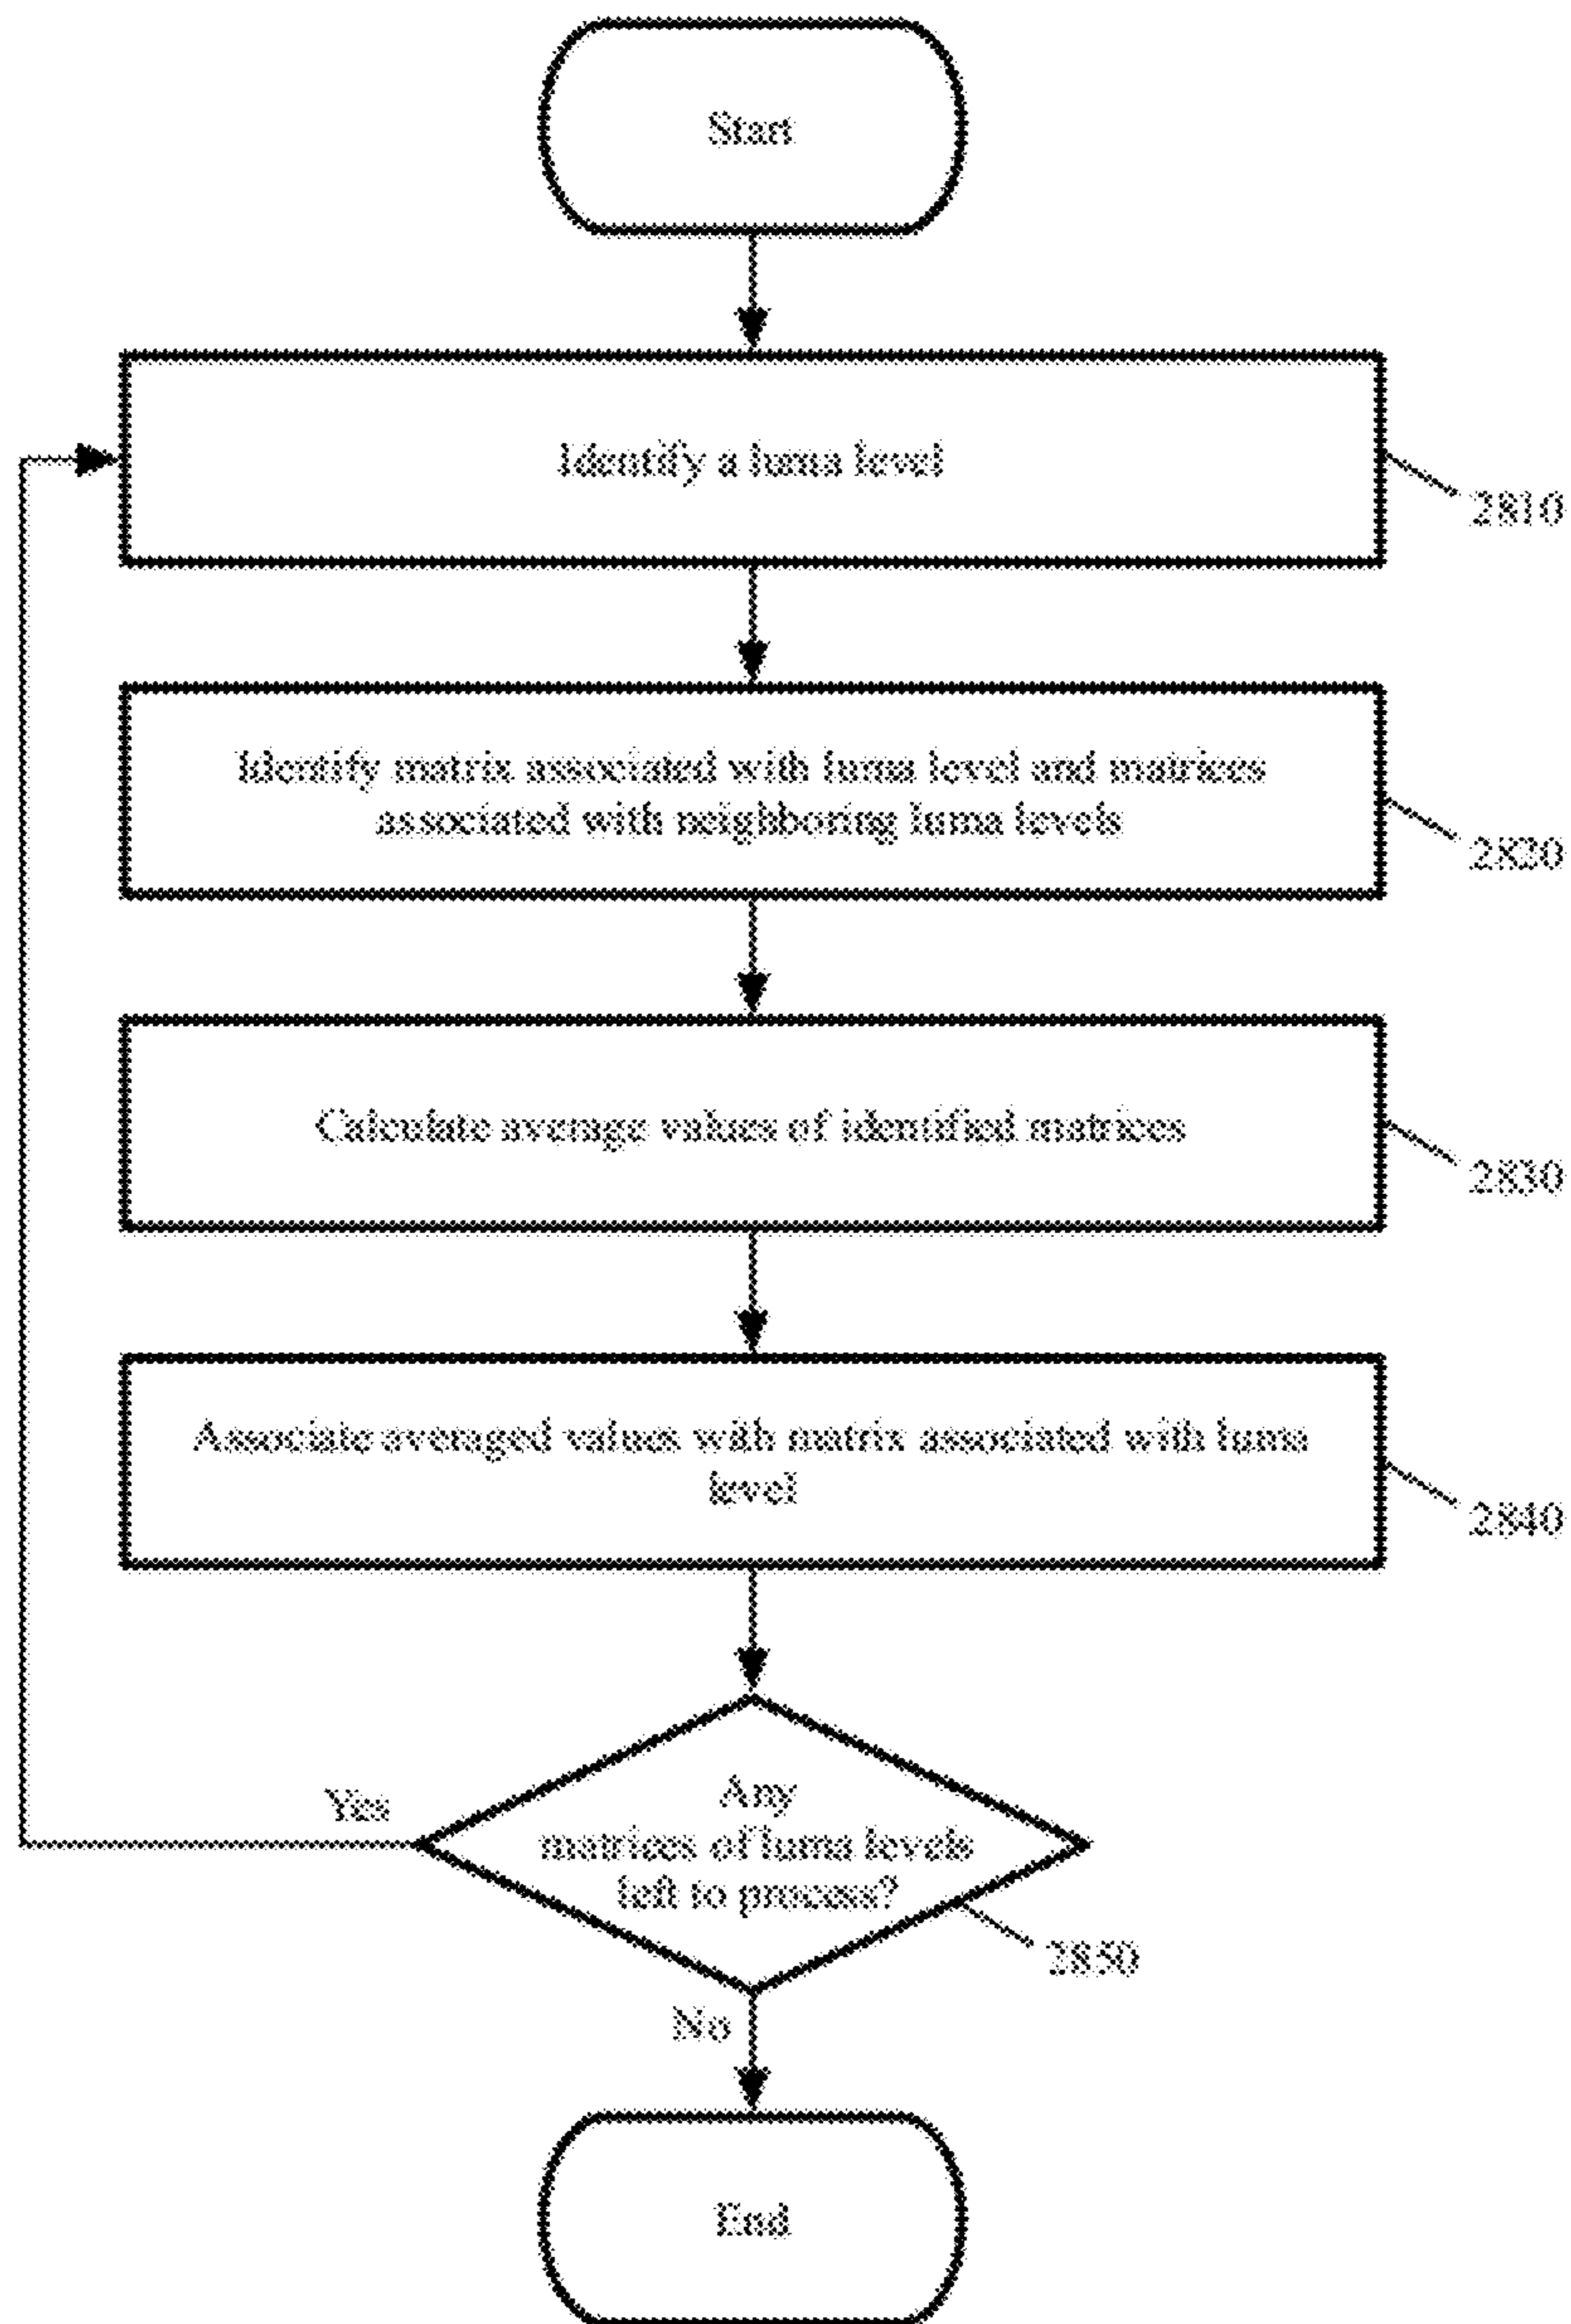 Start
Identify a luma level
2810
Identify matrix associated with luma level and matrices
associated with neighboring luma levels
2820
Calculate average values of identified matrices
2830
Associate averaged values with matrix associated with luma
level
2840
Any
matrices of luma levels
left to process?
Yes
2850
No
End